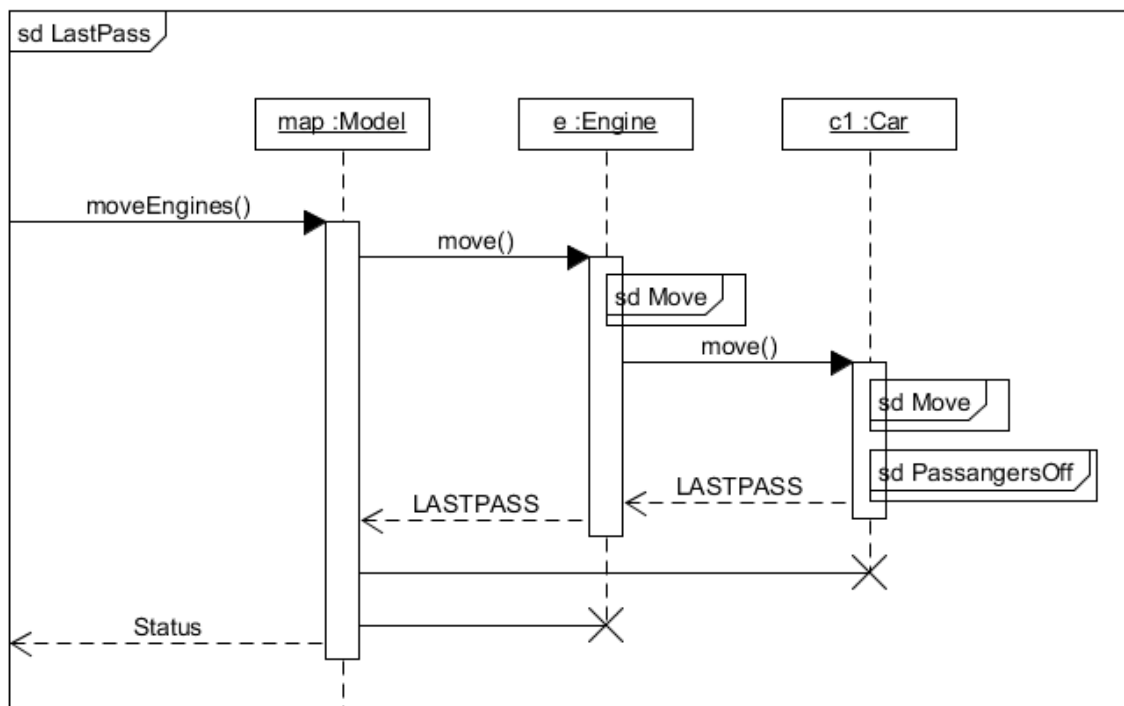 sd LastPass
map :Model
e :Engine
c1 :Car
moveEngines()
move()
sd Move
move()
sd Move
sd PassangersOff
LASTPASS
LASTPASS
Status